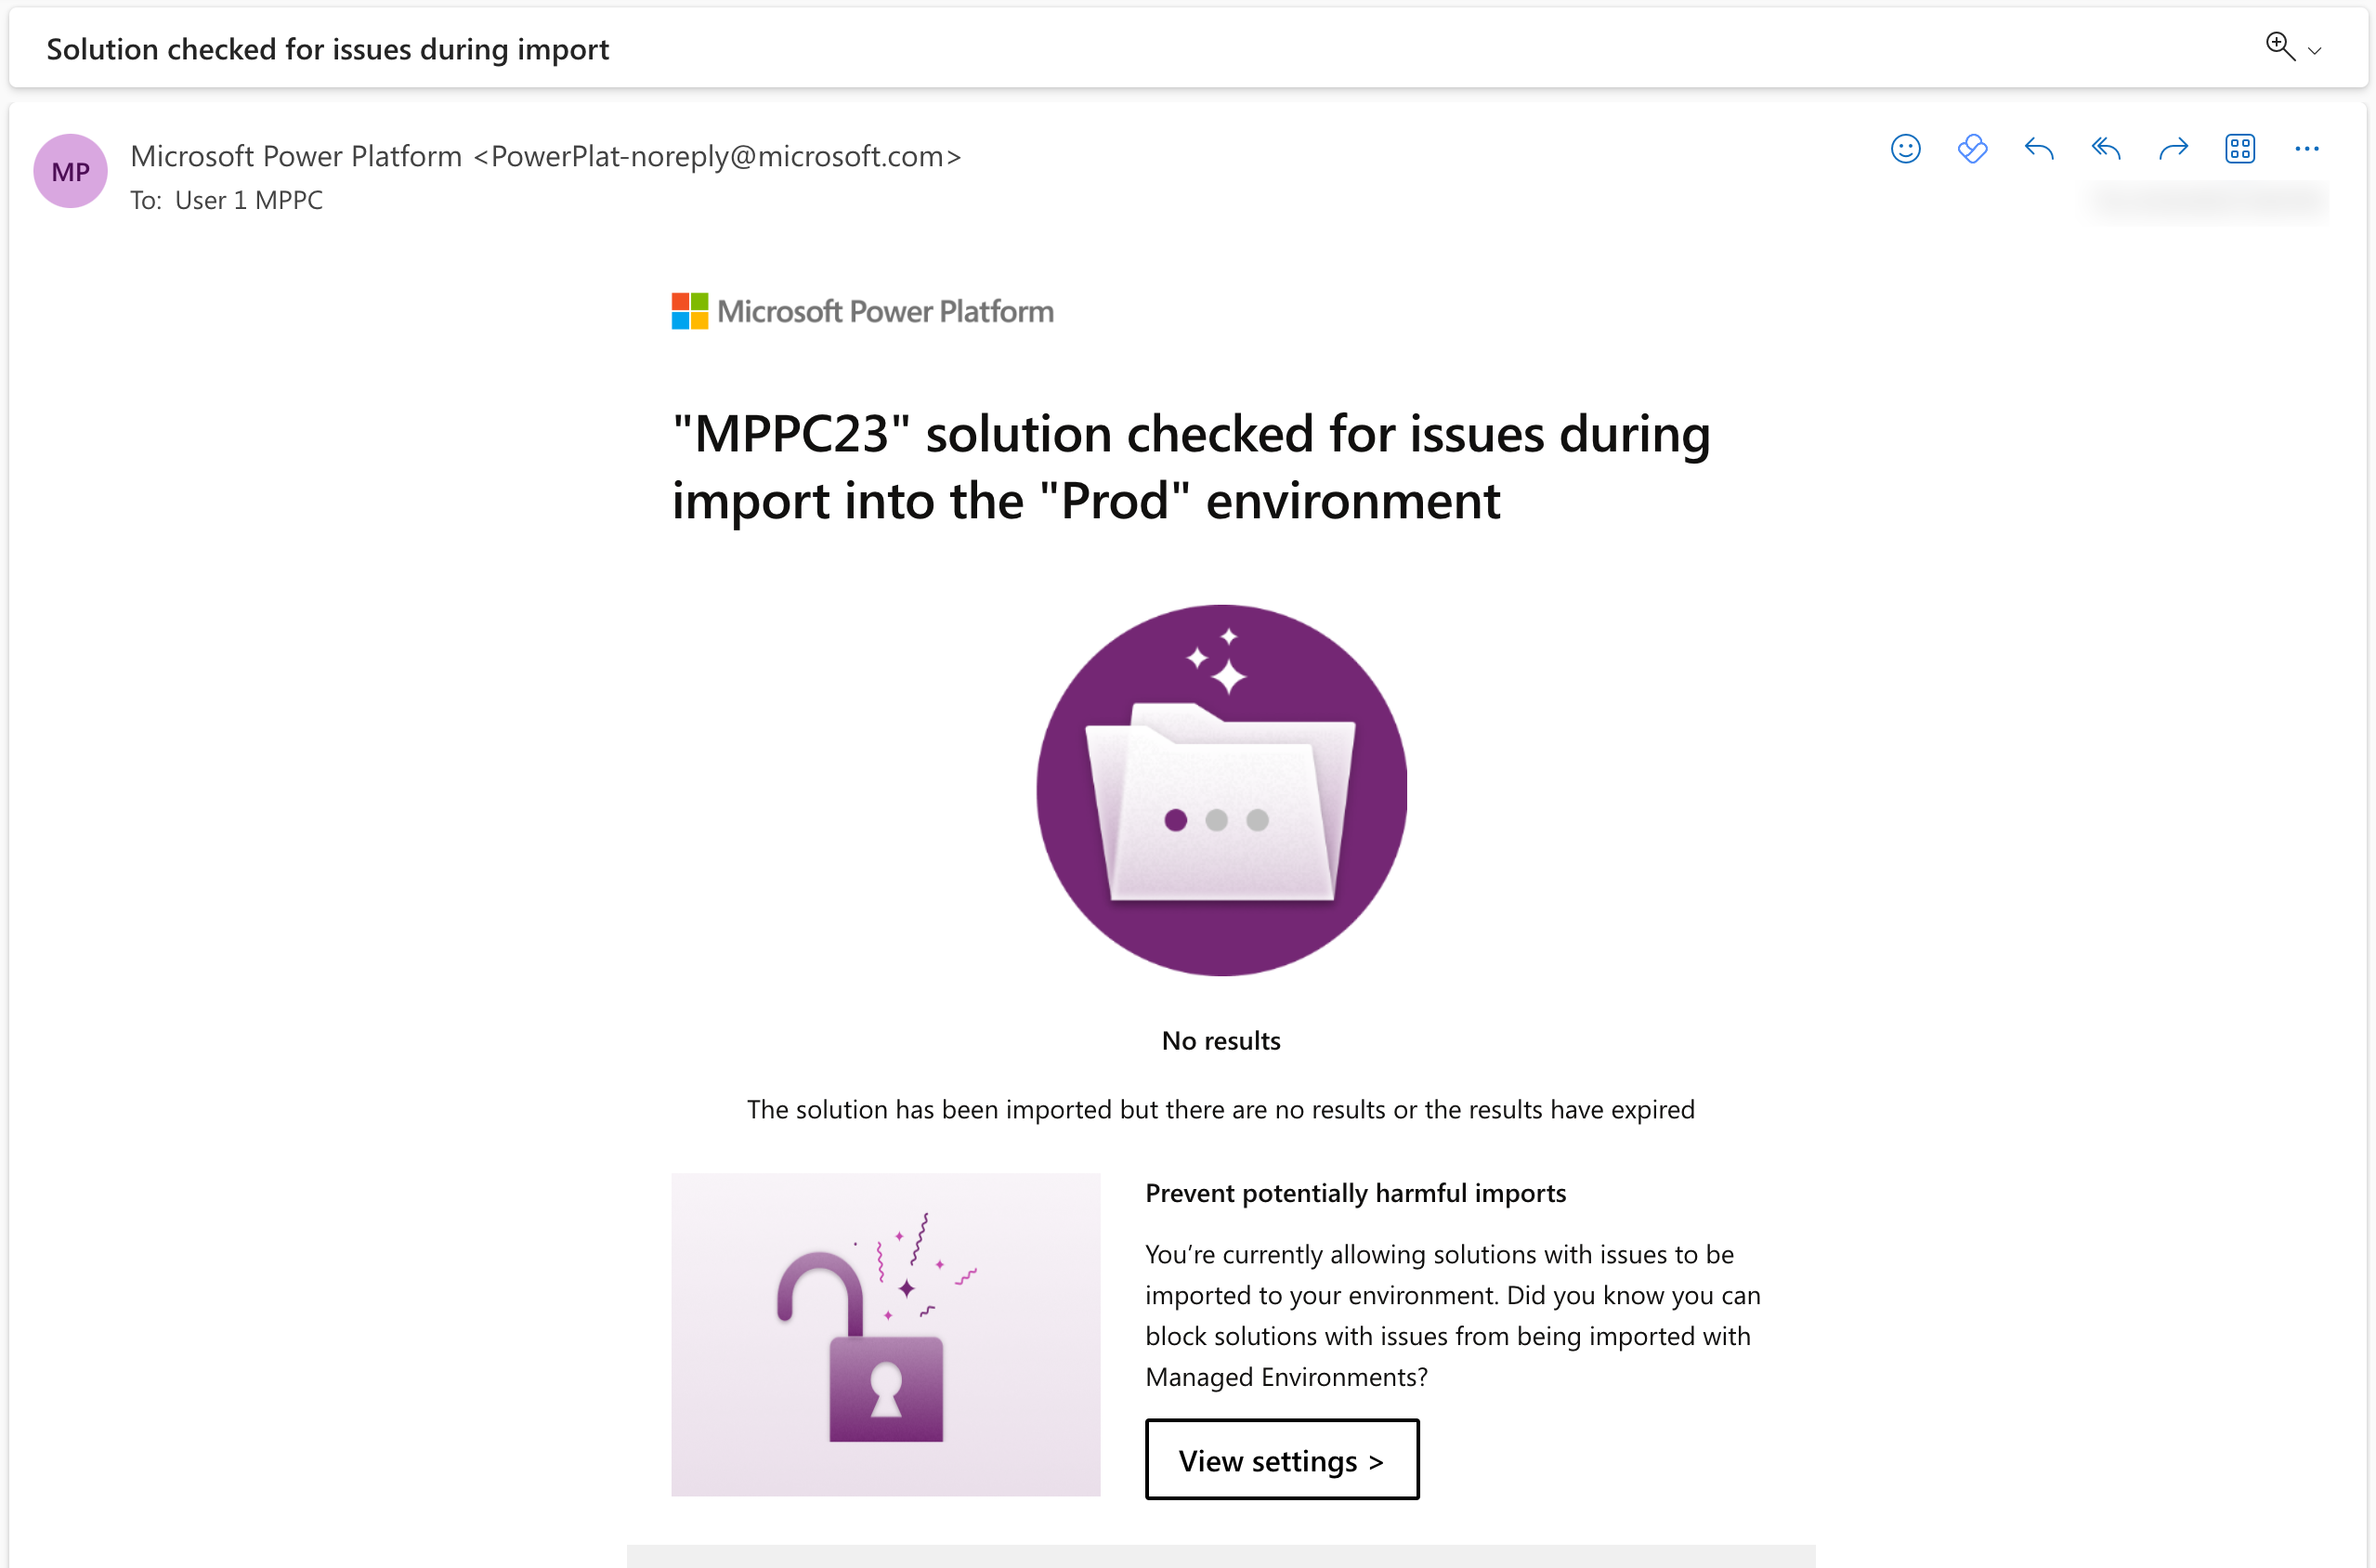 Solution checked for issues during import
MP
Microsoft Power Platform <PowerPlat-noreply@microsoft.com>
To: User 1 MPPC
Microsoft Power Platform
"MPPC23" solution checked for issues during
import into the "Prod" environment
No results
The solution has been imported but there are no results or the results have expired
Prevent potentially harmful imports
You’re currently allowing solutions with issues to be
imported to your environment. Did you know you can
block solutions with issues from being imported with
Managed Environments?
View settings >